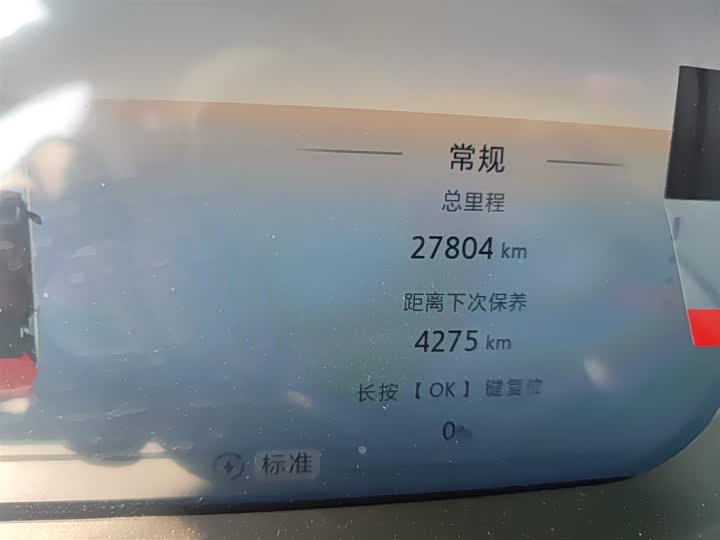 常规
总里程
27804 km
距离下次保养
4275 km
长按 【 OK 】 键复位
0%
标准